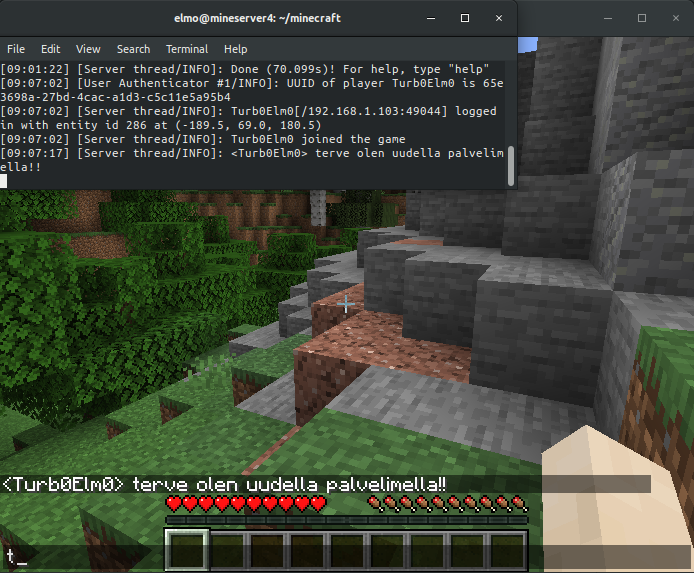 elmo@mineserver4: ~/minecraft
File Edit View Search Terminal Help
[09:01:22] [Server thread/INFO]: Done (70.099s)! For help, type "help"
[09:07:02] [User Authenticator #1/INFO]: UUID of player Turb0Elm0 is 65e
3698a-27bd-4cac-a1d3-c5c11e5a95b4
[09:07:02] [Server thread/INFO]: Turb0Elm0[/192.168.1.103:49044] logged
in with entity id 286 at (-189.5, 69.0, 180.5)
[09:07:02] [Server thread/INFO]: Turb0Elm0 joined the game
[09:07:17] [Server thread/INFO]: <Turb0Elm0> terve olen uudella palvelim
ella!!
<Turb0Elm0> terve olen uudella palvelimella!!
t_